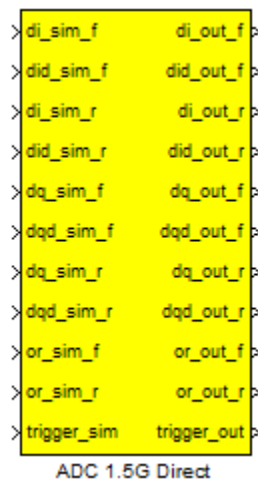 di_sim_f di_out_f
did_sim_f did_out_f
di_sim_r di_out_r
did_sim_r did_out_r
dq_sim_f dq_out_f
dqd_sim_f dqd_out_f
dq_sim_r dq_out_r
dqd_sim_r dqd_out_r
or_sim_f or_out_f
or_sim_r or_out_r
trigger_sim trigger_out
ADC 1.5G Direct